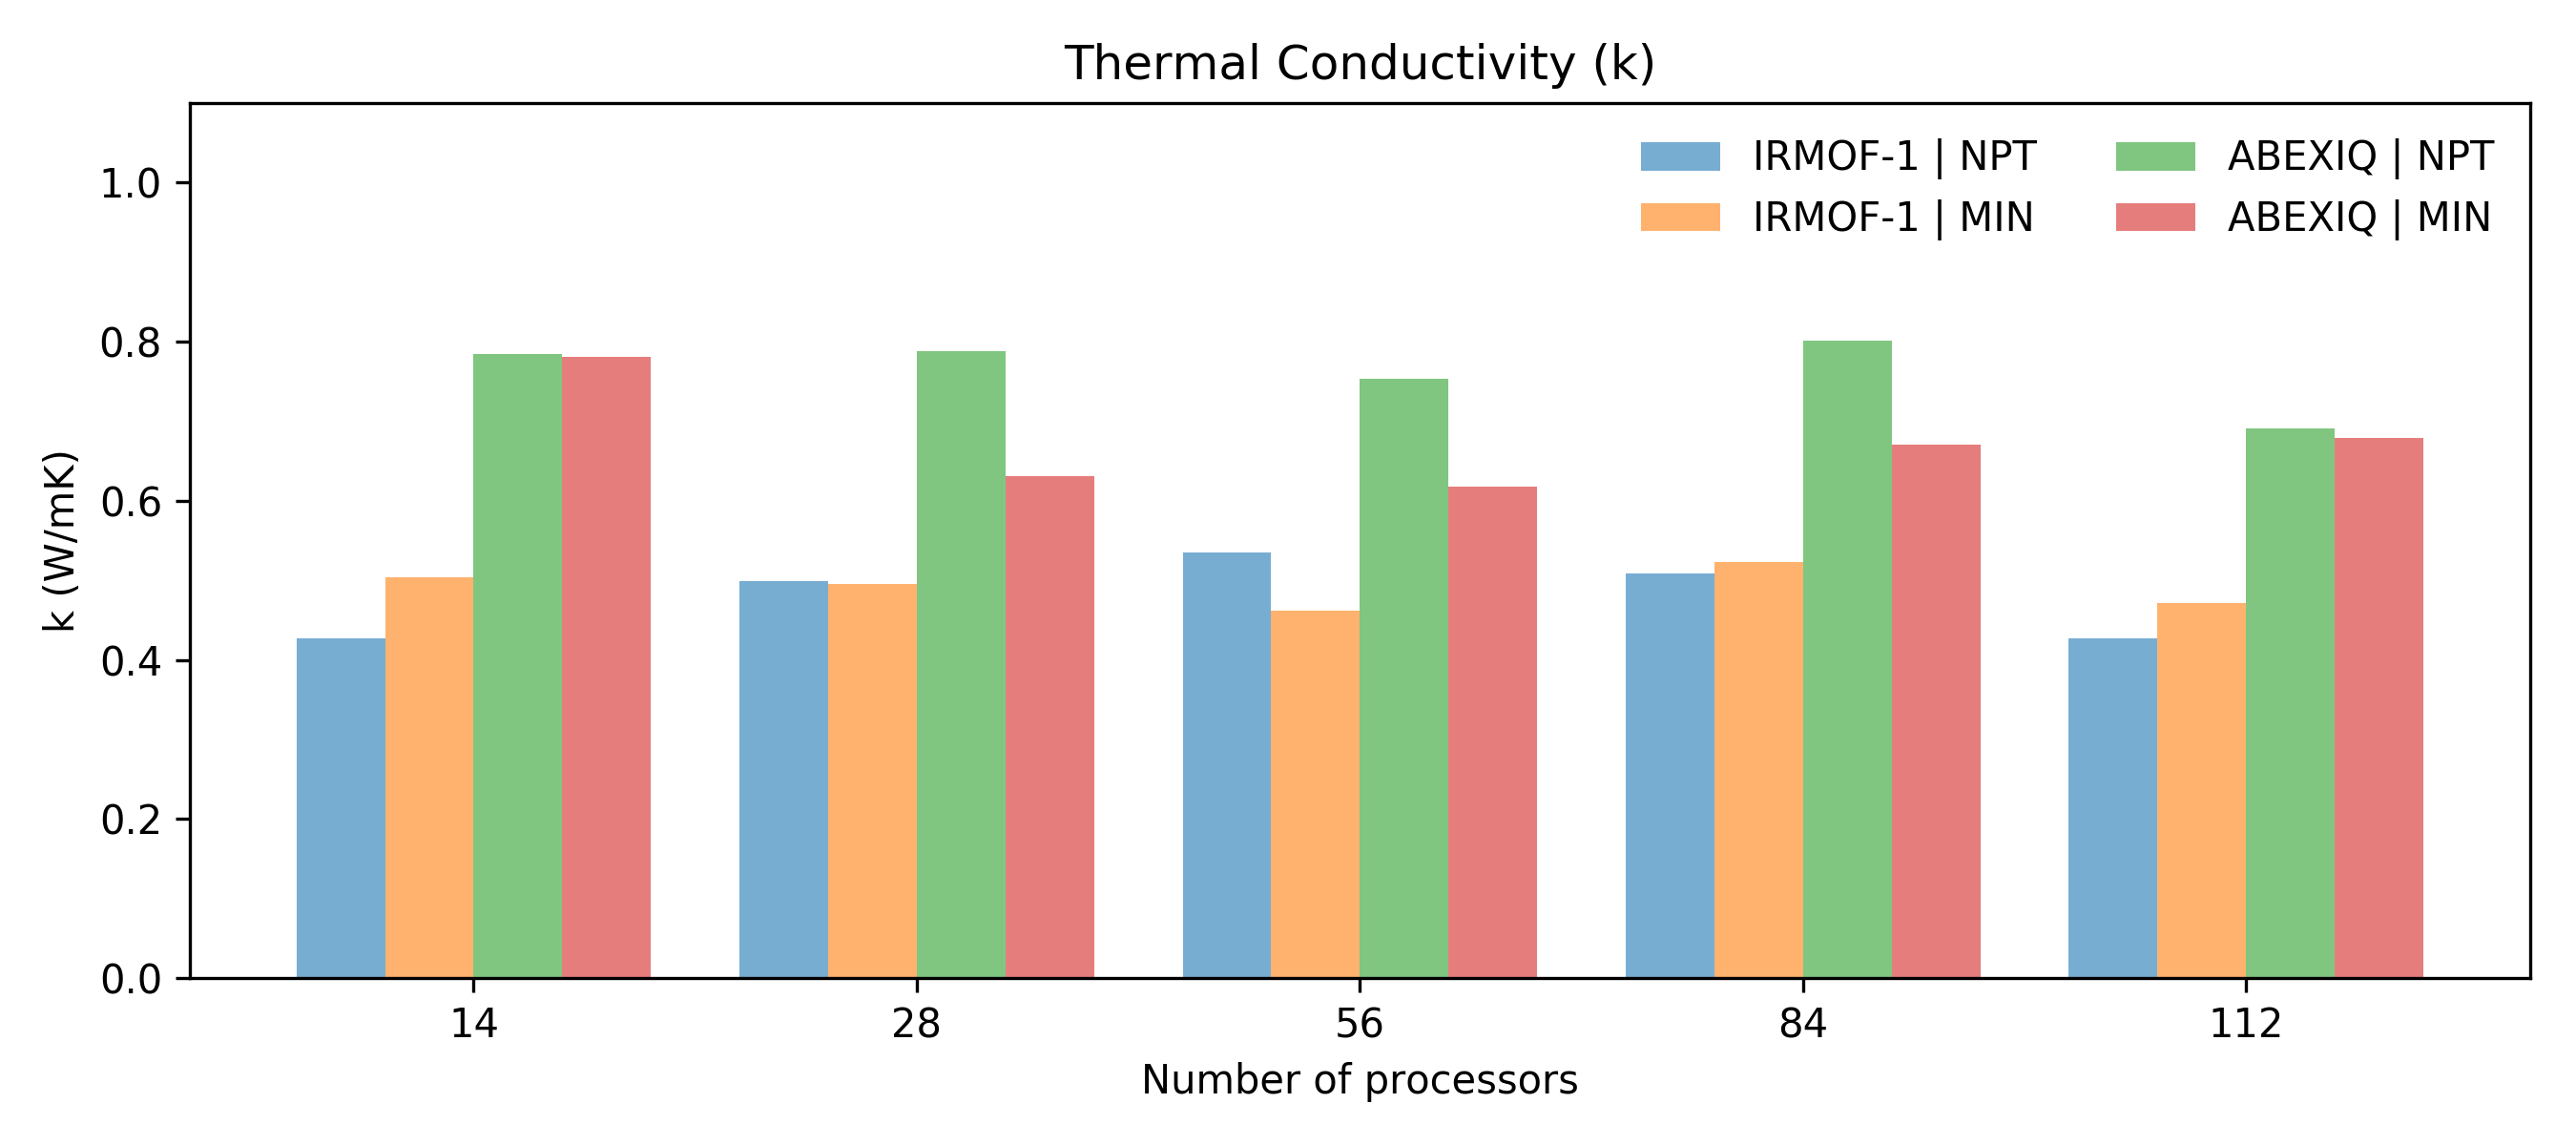 Thermal Conductivity (k)
IRMOF-1 | NPT
IRMOF-1 | MIN
ABEXIQ | NPT
ABEXIQ | MIN
k (W/mK)
1.0
0.8
0.6
0.4
0.2
0.0
14 28 56 84 112
Number of processors